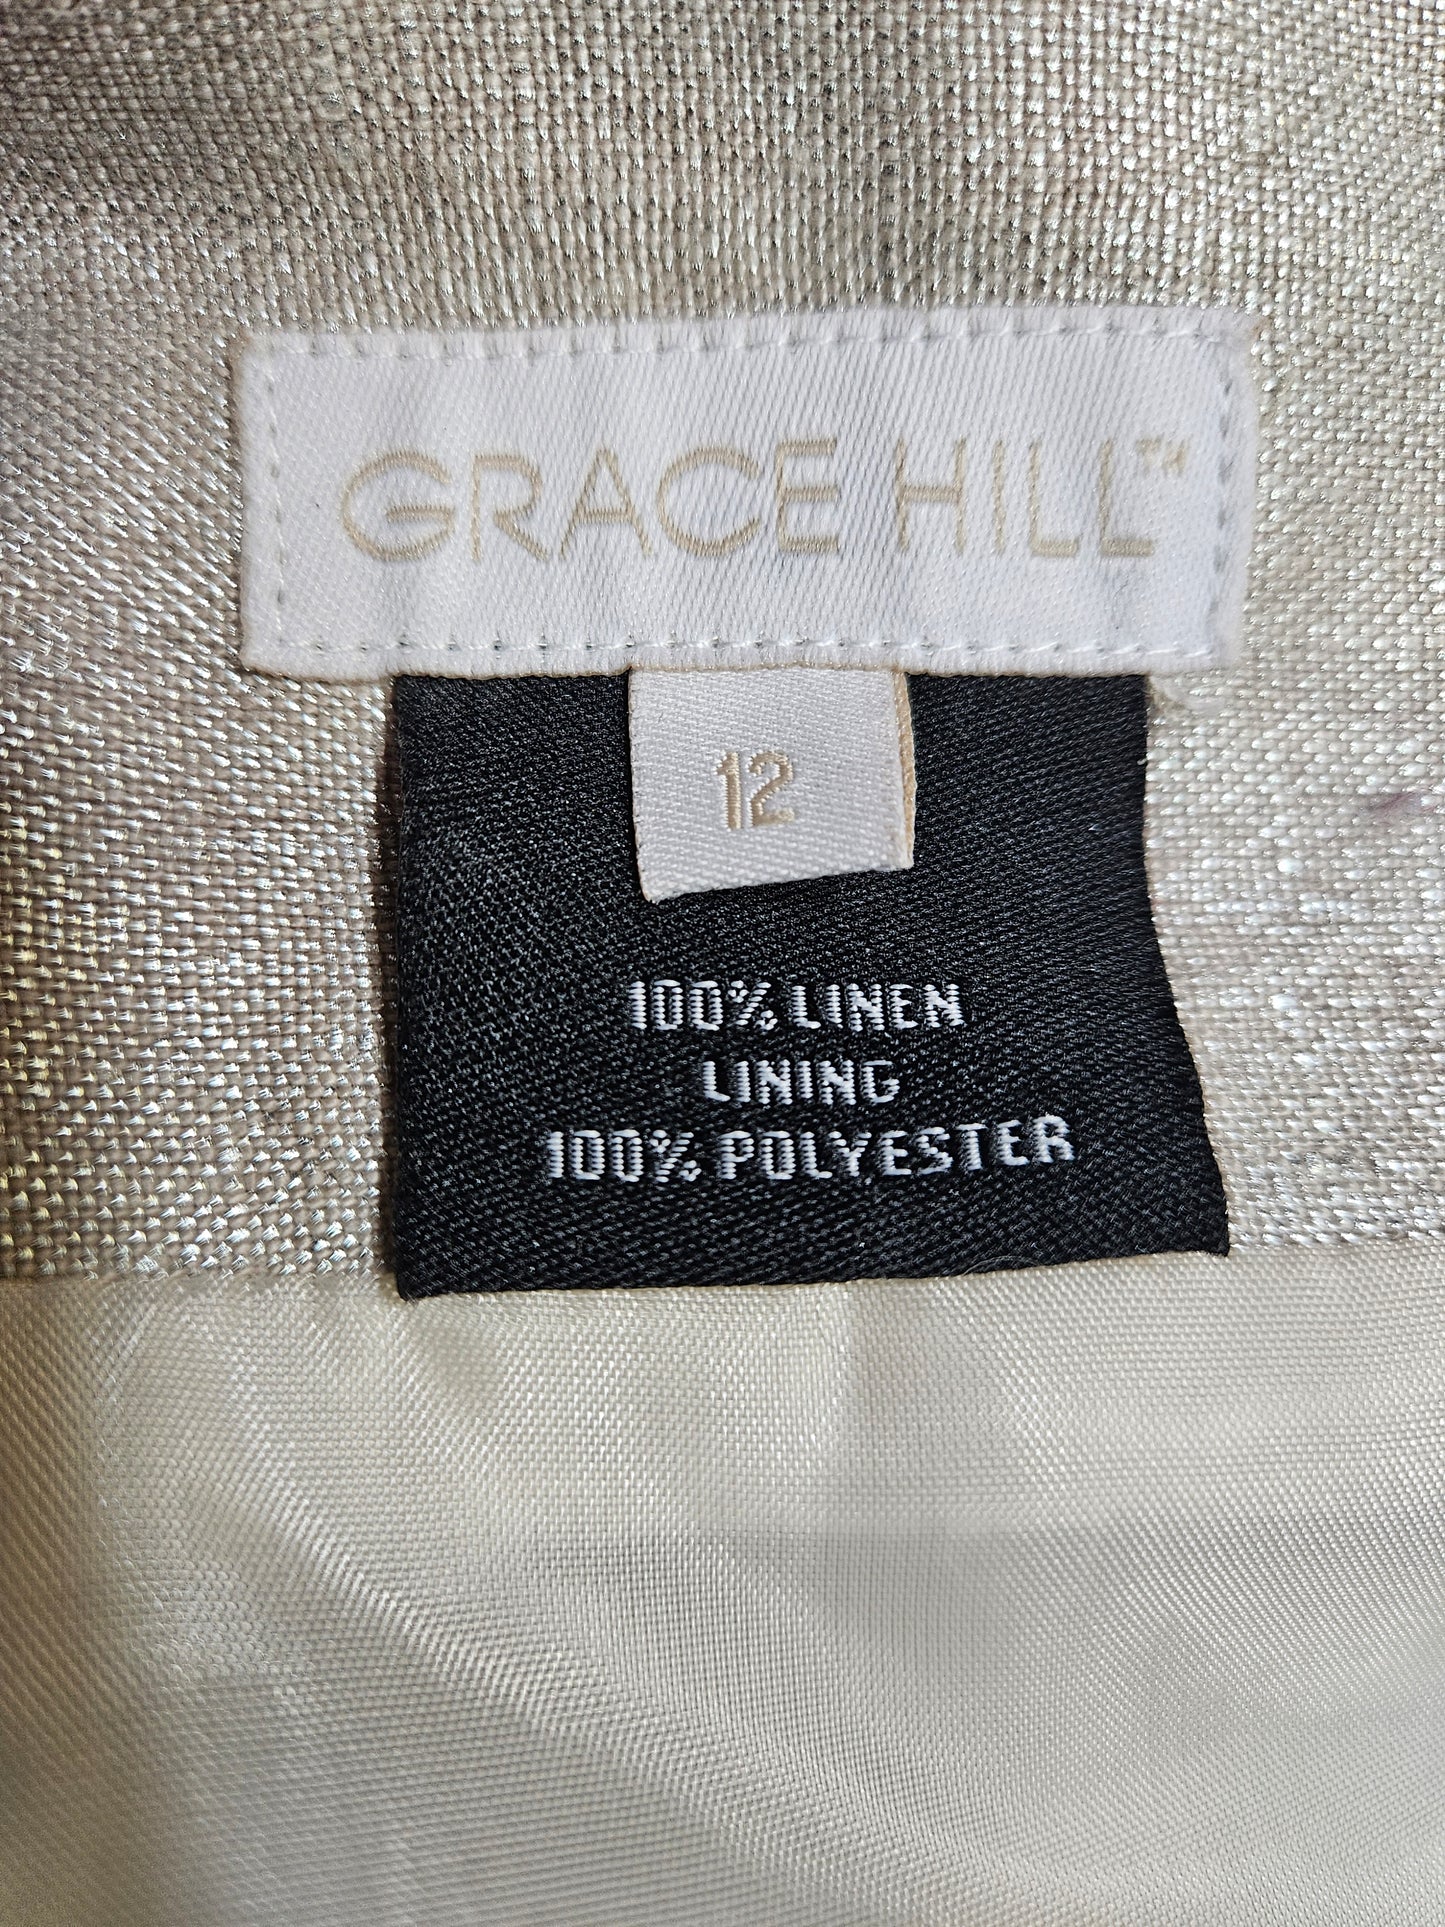 GRACE HILL™
12
100% LINEN
LINING
100% POLYESTER